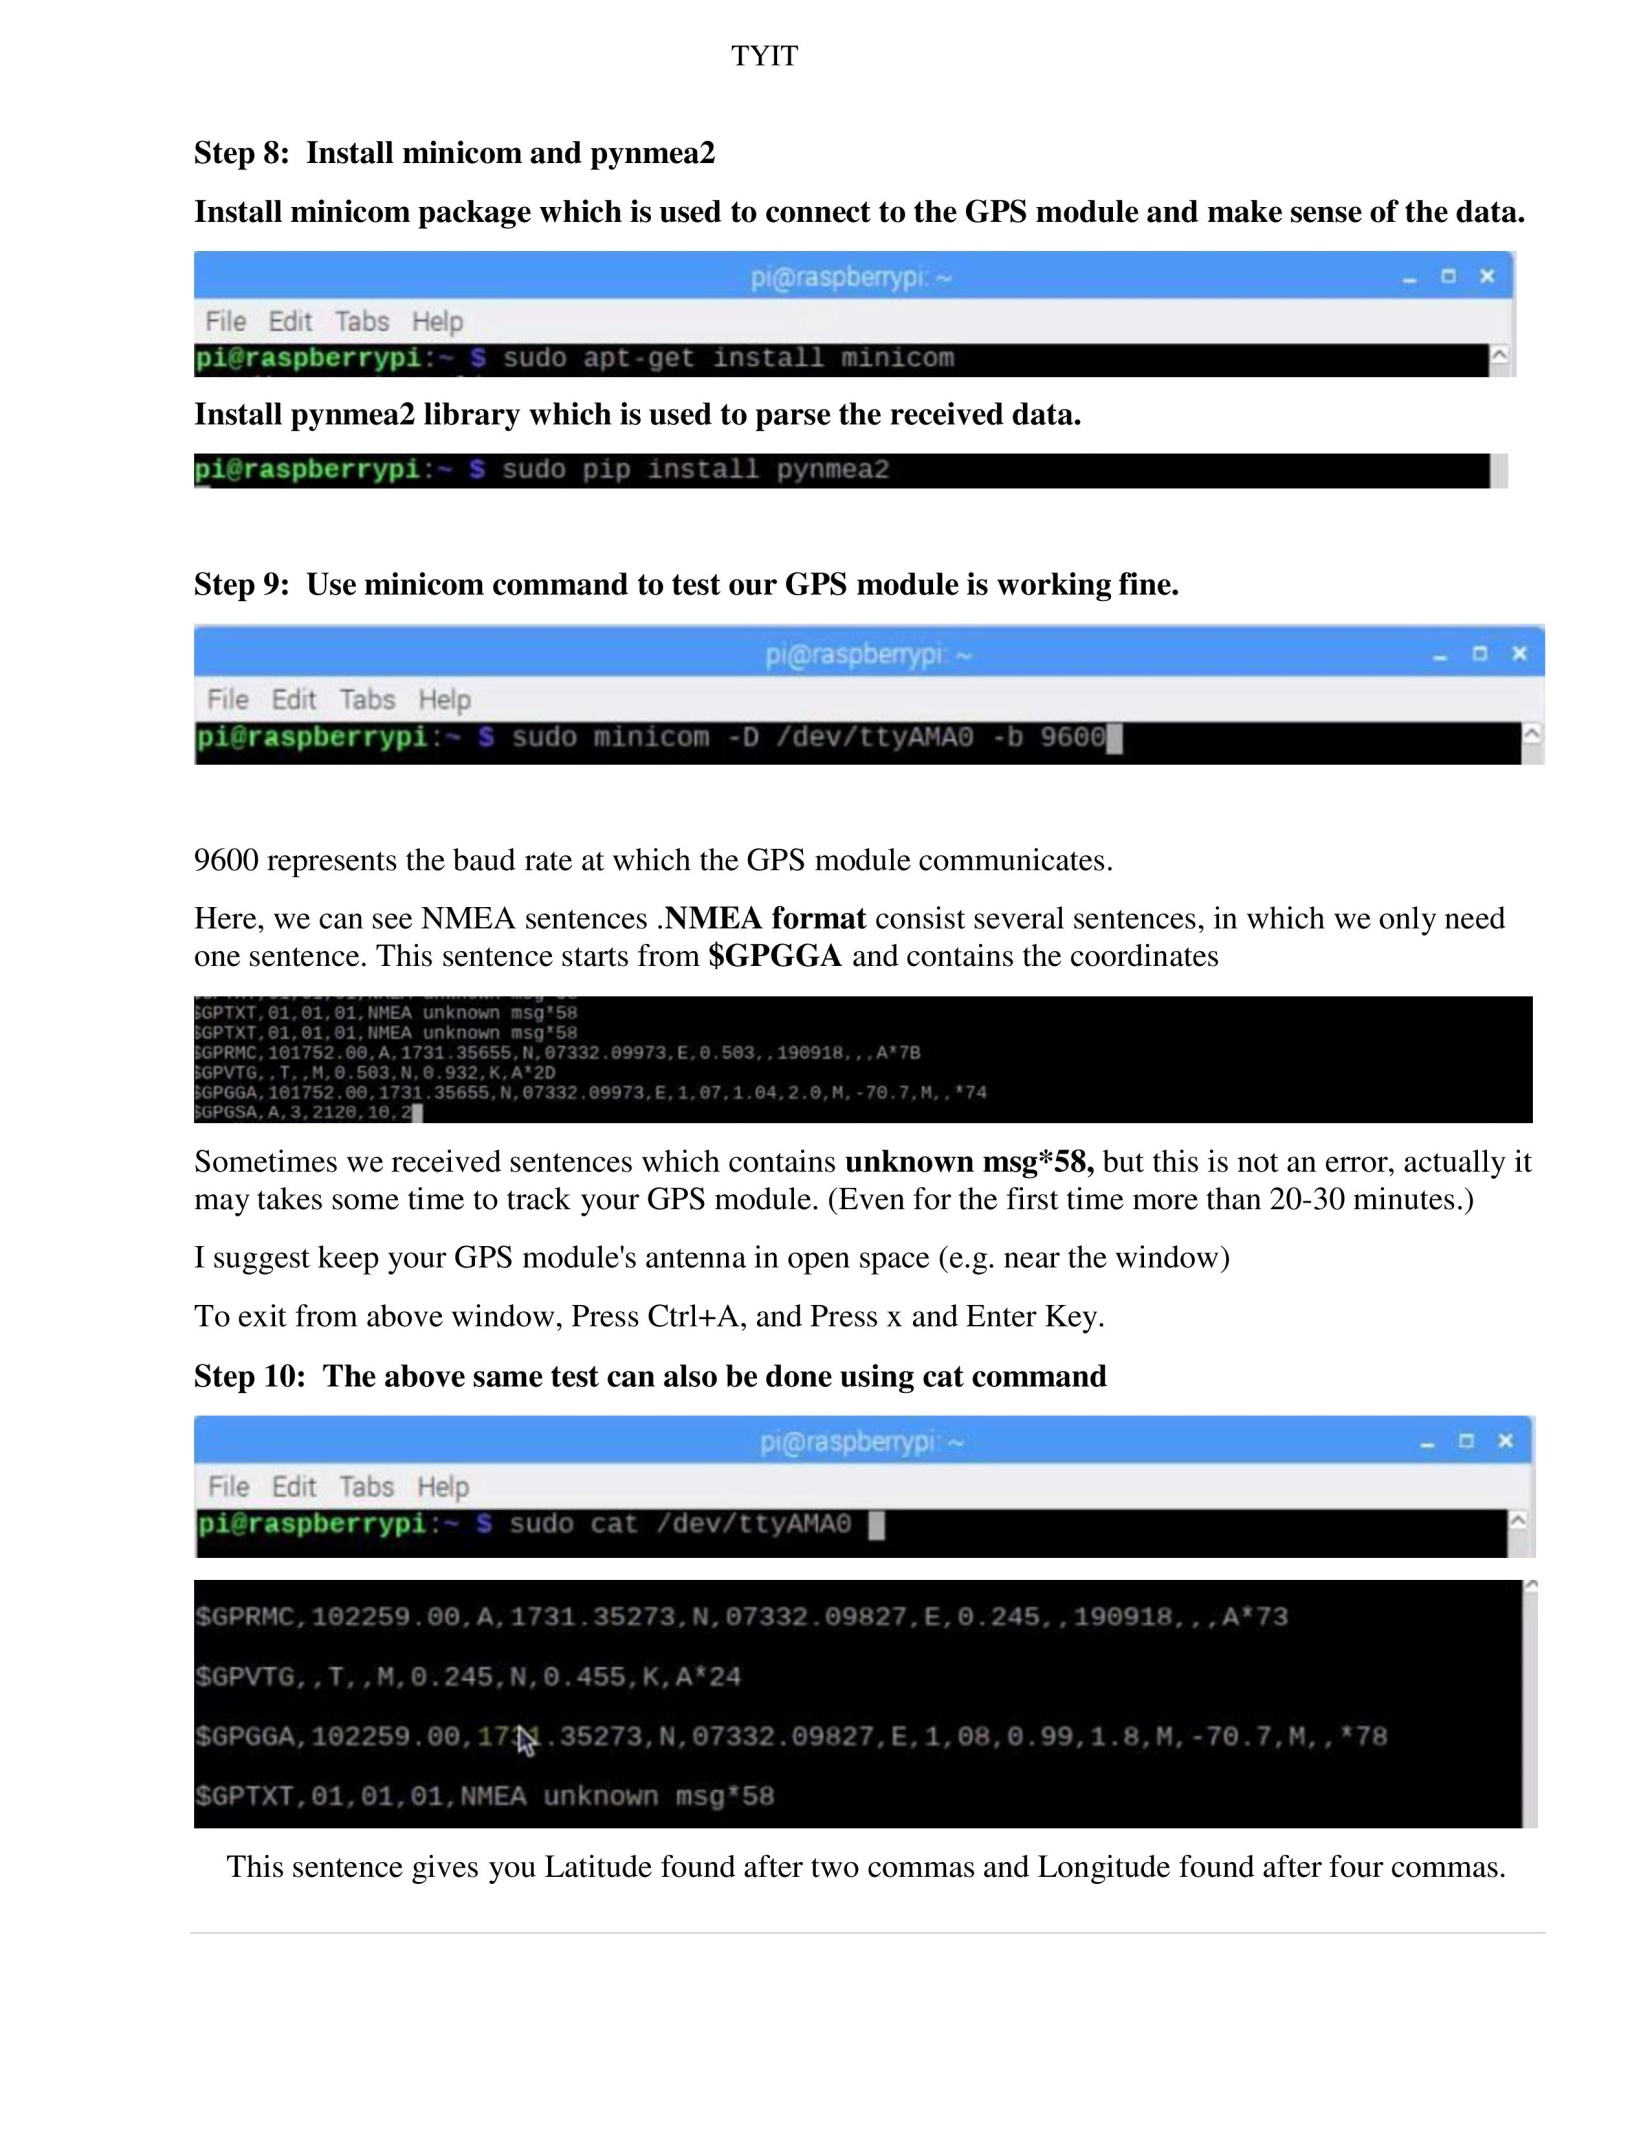 TYIT
Step 8:  Install minicom and pynmea2
Install minicom package which is used to connect to the GPS module and make sense of the data.
pi@raspberrypi: ~
File Edit Tabs Help
pi@raspberrypi:~ $ sudo apt-get install minicom
Install pynmea2 library which is used to parse the received data.
pi@raspberrypi:~ $ sudo pip install pynmea2
Step 9:  Use minicom command to test our GPS module is working fine.
pi@raspberrypi: ~
File Edit Tabs Help
pi@raspberrypi:~ $ sudo minicom -D /dev/ttyAMA0 -b 9600
9600 represents the baud rate at which the GPS module communicates.
Here, we can see NMEA sentences .NMEA format consist several sentences, in which we only need
one sentence. This sentence starts from $GPGGA and contains the coordinates
$GPTXT,01,01,01,NMEA unknown msg*58
$GPTXT,01,01,01,NMEA unknown msg*58
$GPRMC,101752.00,A,1731.35655,N,07332.09973,E,0.503,,190918,,,A*7B
$GPVTG,,T,,M,0.503,N,0.932,K,A*2D
$GPGGA,101752.00,1731.35655,N,07332.09973,E,1,07,1.04,2.0,M,-70.7,M,,*74
$GPGSA,A,3,2120,10,2
Sometimes we received sentences which contains unknown msg*58, but this is not an error, actually it
may takes some time to track your GPS module. (Even for the first time more than 20-30 minutes.)
I suggest keep your GPS module's antenna in open space (e.g. near the window)
To exit from above window, Press Ctrl+A, and Press x and Enter Key.
Step 10:  The above same test can also be done using cat command
pi@raspberrypi: ~
File Edit Tabs Help
pi@raspberrypi:~ $ sudo cat /dev/ttyAMA0
$GPRMC,102259.00,A,1731.35273,N,07332.09827,E,0.245,,190918,,,A*73
$GPVTG,,T,,M,0.245,N,0.455,K,A*24
$GPGGA,102259.00,1731.35273,N,07332.09827,E,1,08,0.99,1.8,M,-70.7,M,,*78
$GPTXT,01,01,01,NMEA unknown msg*58
This sentence gives you Latitude found after two commas and Longitude found after four commas.